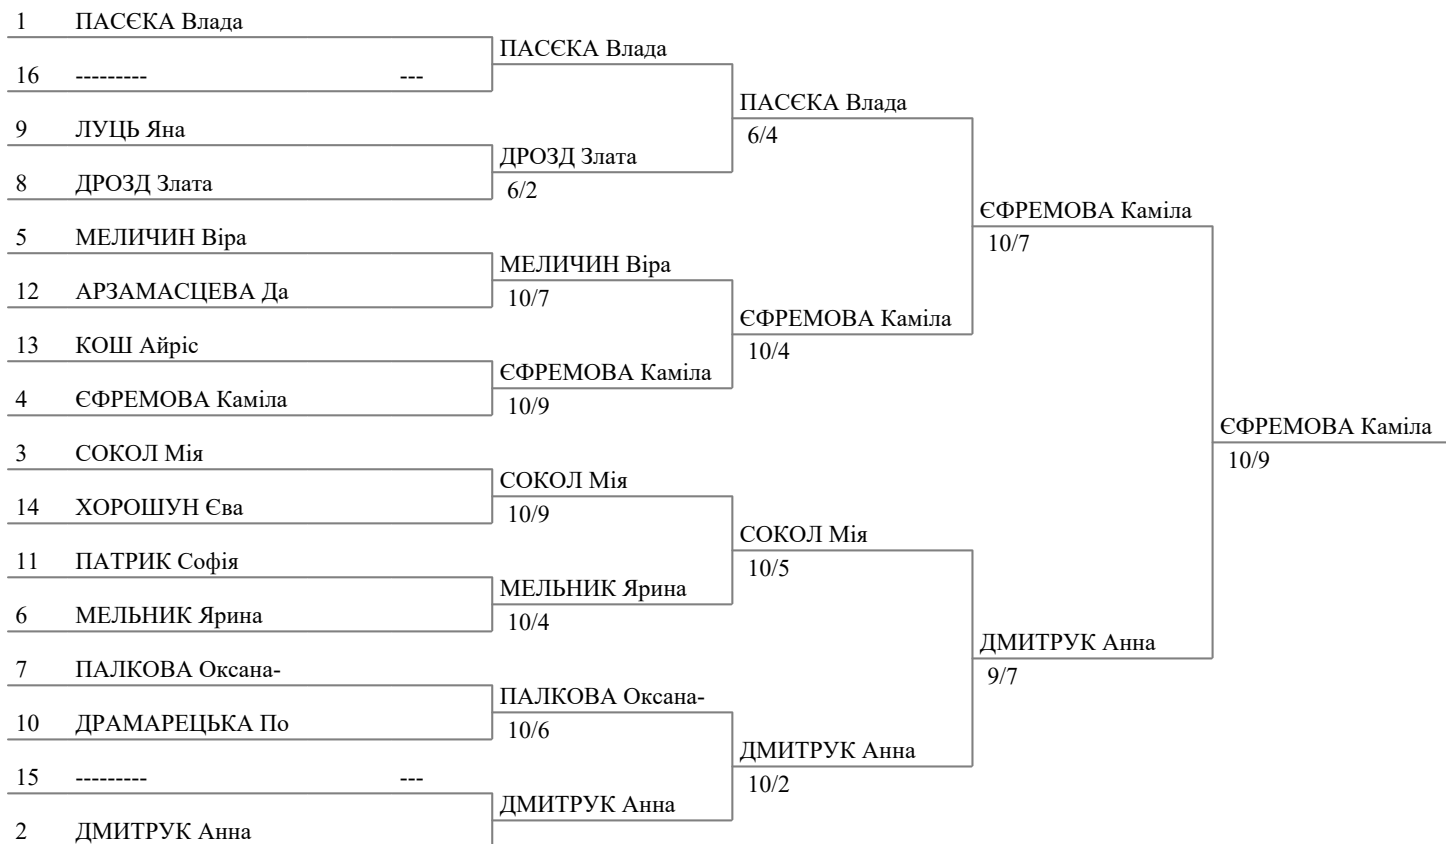 1 ПАСЄКА Влада
ПАСЄКА Влада
16 --------- ---
ПАСЄКА Влада
9 ЛУЦЬ Яна
6/4
ДРОЗД Злата
8 ДРОЗД Злата
6/2
ЄФРЕМОВА Каміла
5 МЕЛИЧИН Віра
10/7
МЕЛИЧИН Віра
12 АРЗАМАСЦЕВА Да
10/7
ЄФРЕМОВА Каміла
13 КОШ Айріс
10/4
ЄФРЕМОВА Каміла
4 ЄФРЕМОВА Каміла
10/9
ЄФРЕМОВА Каміла
3 СОКОЛ Мія
10/9
СОКОЛ Мія
14 ХОРОШУН Єва
10/9
СОКОЛ Мія
11 ПАТРИК Софія
10/5
МЕЛЬНИК Ярина
6 МЕЛЬНИК Ярина
10/4
ДМИТРУК Анна
7 ПАЛКОВА Оксана-
9/7
ПАЛКОВА Оксана-
10 ДРАМАРЕЦЬКА По
10/6
ДМИТРУК Анна
15 --------- ---
10/2
ДМИТРУК Анна
2 ДМИТРУК Анна